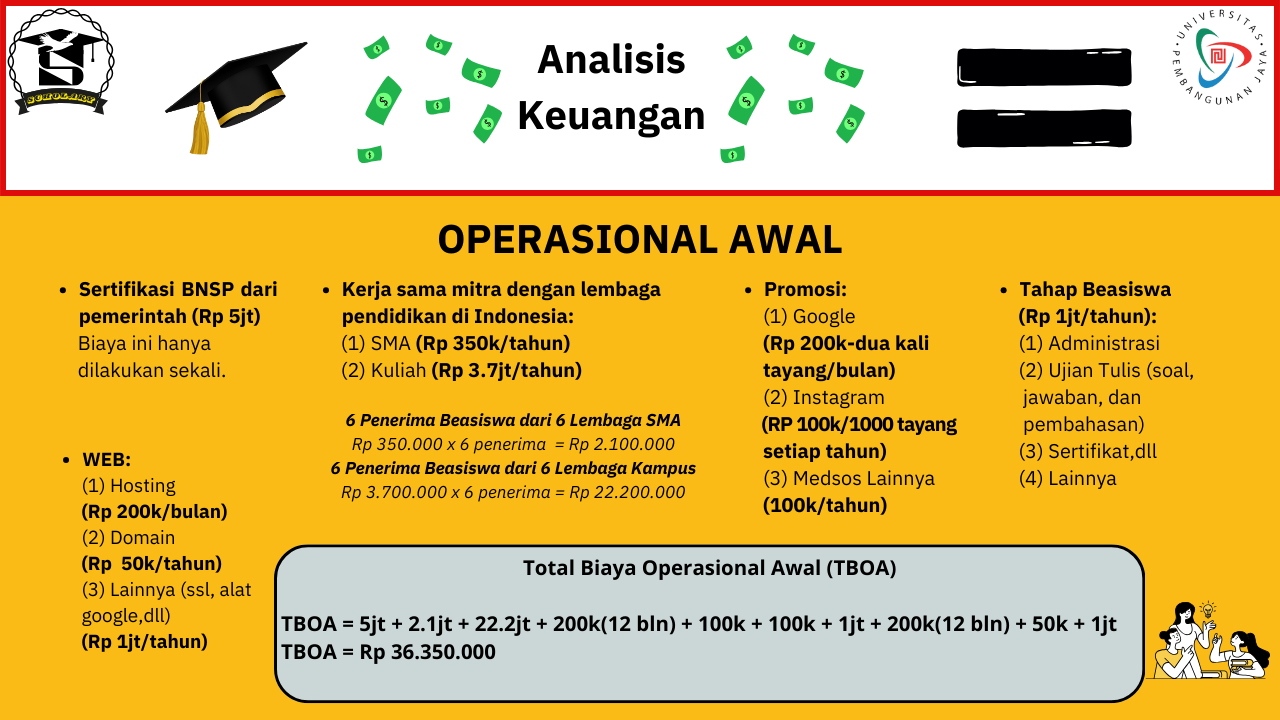 SCHOLARY
UNIVERSITAS PEMBANGUNAN JAYA
Analisis
Keuangan
OPERASIONAL AWAL
• Sertifikasi BNSP dari
pemerintah (Rp 5jt)
Biaya ini hanya
dilakukan sekali.
• WEB:
(1) Hosting
(Rp 200k/bulan)
(2) Domain
(Rp 50k/tahun)
(3) Lainnya (ssl, alat
google,dll)
(Rp 1jt/tahun)
• Kerja sama mitra dengan lembaga
pendidikan di Indonesia:
(1) SMA (Rp 350k/tahun)
(2) Kuliah (Rp 3.7jt/tahun)
6 Penerima Beasiswa dari 6 Lembaga SMA
Rp 350.000 x 6 penerima = Rp 2.100.000
6 Penerima Beasiswa dari 6 Lembaga Kampus
Rp 3.700.000 x 6 penerima = Rp 22.200.000
• Promosi:
(1) Google
(Rp 200k-dua kali
tayang/bulan)
(2) Instagram
(RP 100k/1000 tayang
setiap tahun)
(3) Medsos Lainnya
(100k/tahun)
• Tahap Beasiswa
(Rp 1jt/tahun):
(1) Administrasi
(2) Ujian Tulis (soal,
jawaban, dan
pembahasan)
(3) Sertifikat,dll
(4) Lainnya
Total Biaya Operasional Awal (TBOA)
TBOA = 5jt + 2.1jt + 22.2jt + 200k(12 bln) + 100k + 100k + 1jt + 200k(12 bln) + 50k + 1jt
TBOA = Rp 36.350.000